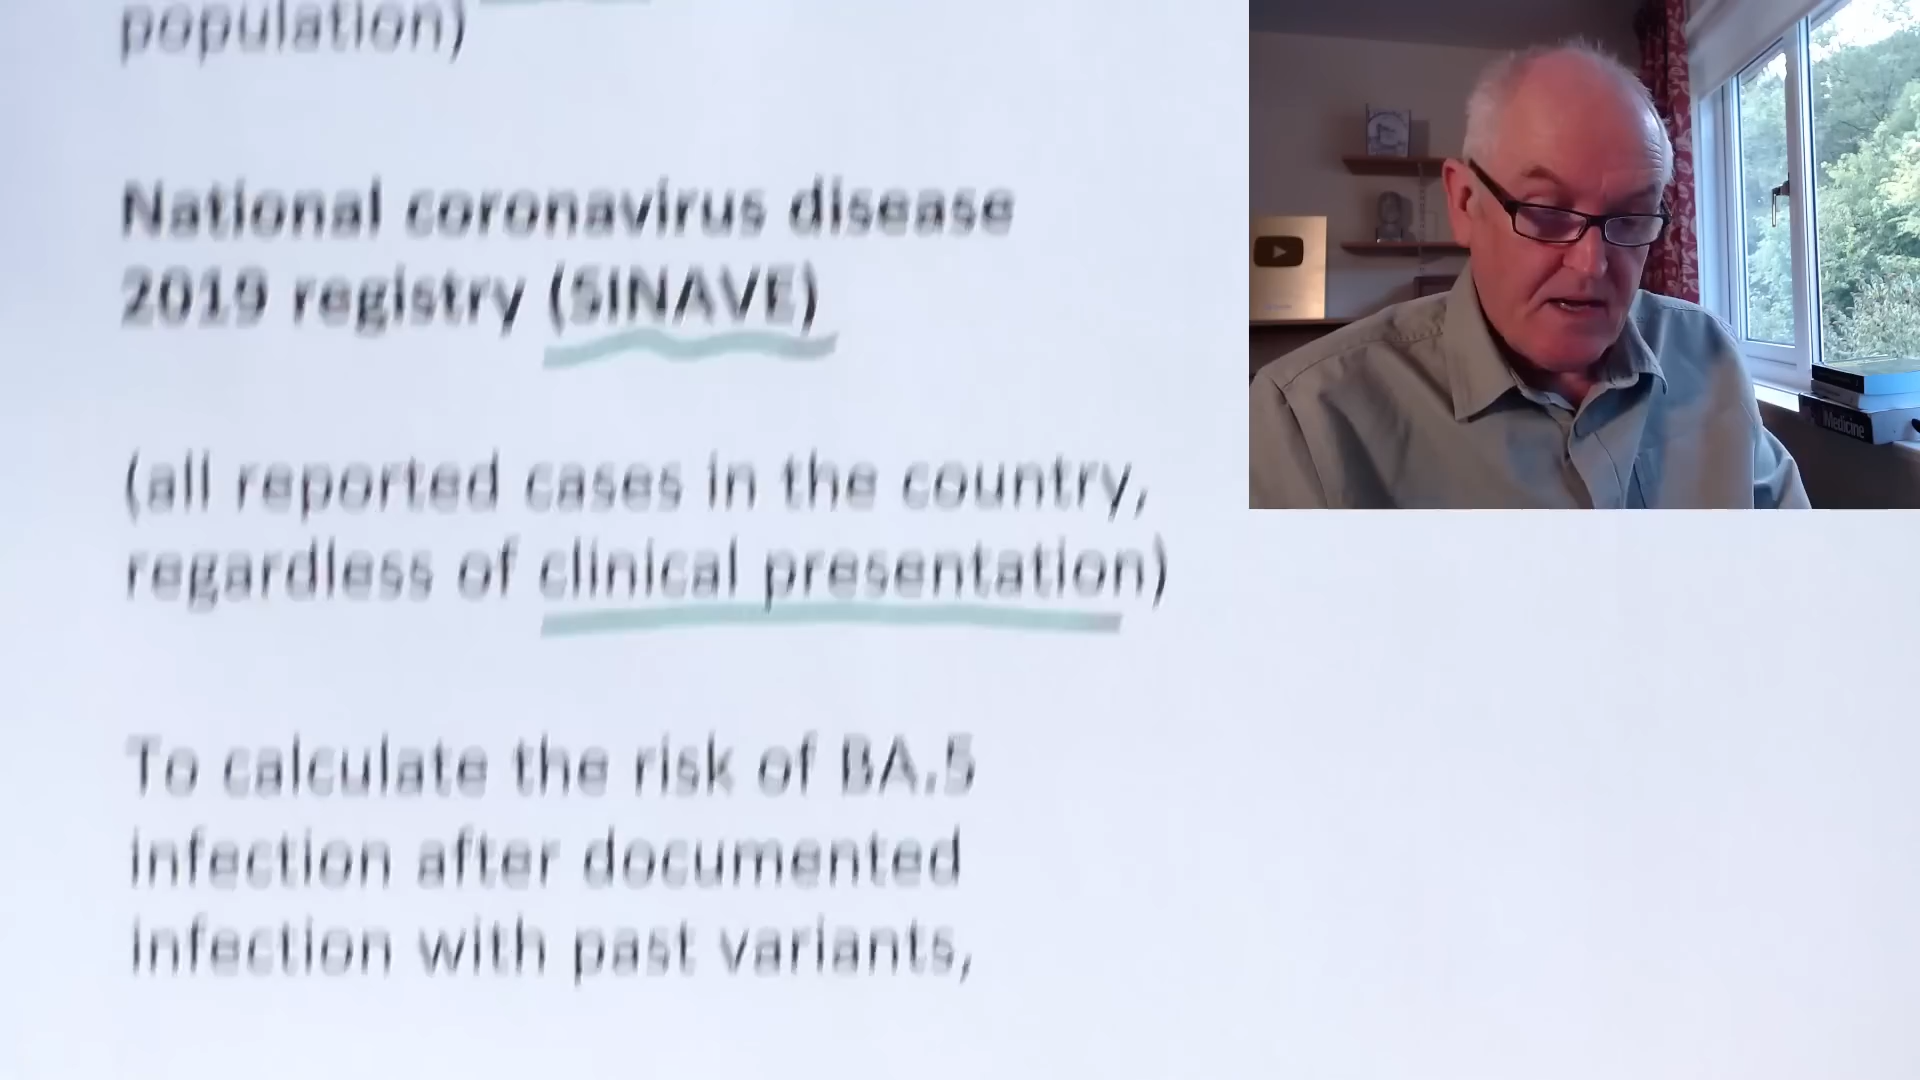 population)
National coronavirus disease
2019 registry (SINAVE)
(all reported cases in the country,
regardless of clinical presentation)
To calculate the risk of BA.5
infection after documented
infection with past variants,
Medicine